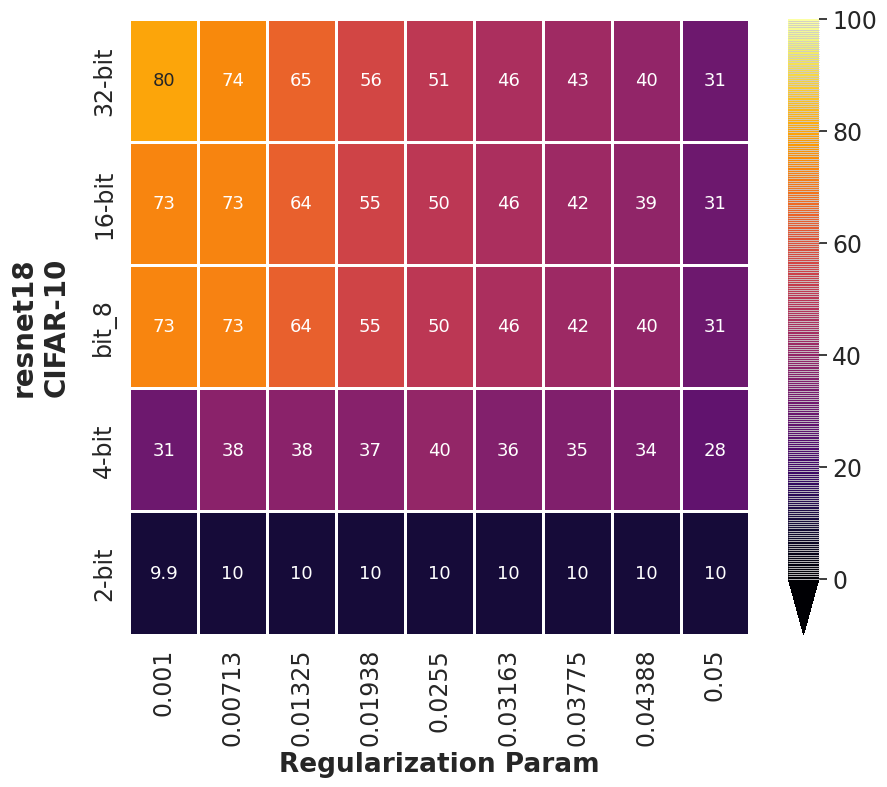 resnet18
CIFAR-10
32-bit 80 74 65 56 51 46 43 40 31
16-bit 73 73 64 55 50 46 42 39 31
bit_8 73 73 64 55 50 46 42 40 31
4-bit 31 38 38 37 40 36 35 34 28
2-bit 9.9 10 10 10 10 10 10 10 10
0.001 0.00713 0.01325 0.01938 0.0255 0.03163 0.03775 0.04388 0.05
Regularization Param
100
80
60
40
20
0